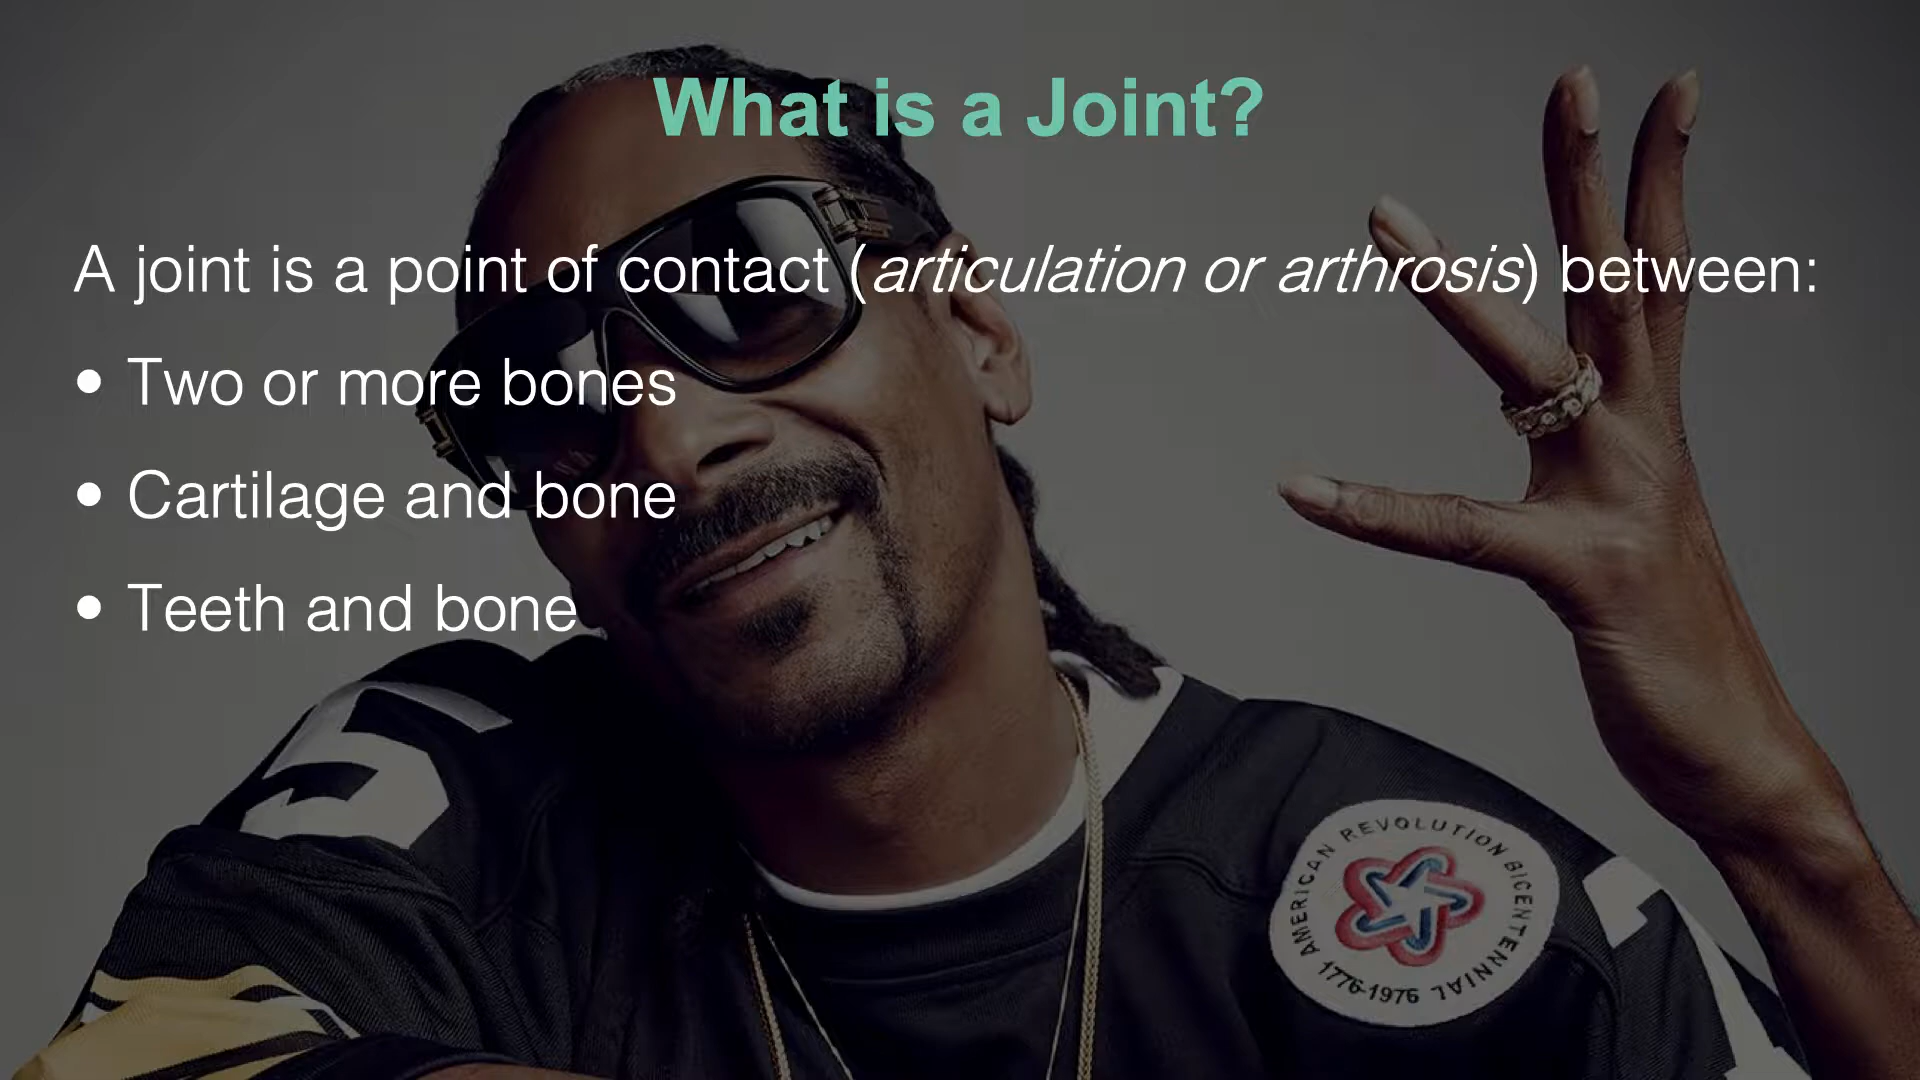 What is a Joint?
A joint is a point of contact (articulation or arthrosis) between:
• Two or more bones
• Cartilage and bone
• Teeth and bone
AMERICAN REVOLUTION BICENTENNIAL
1776-1976